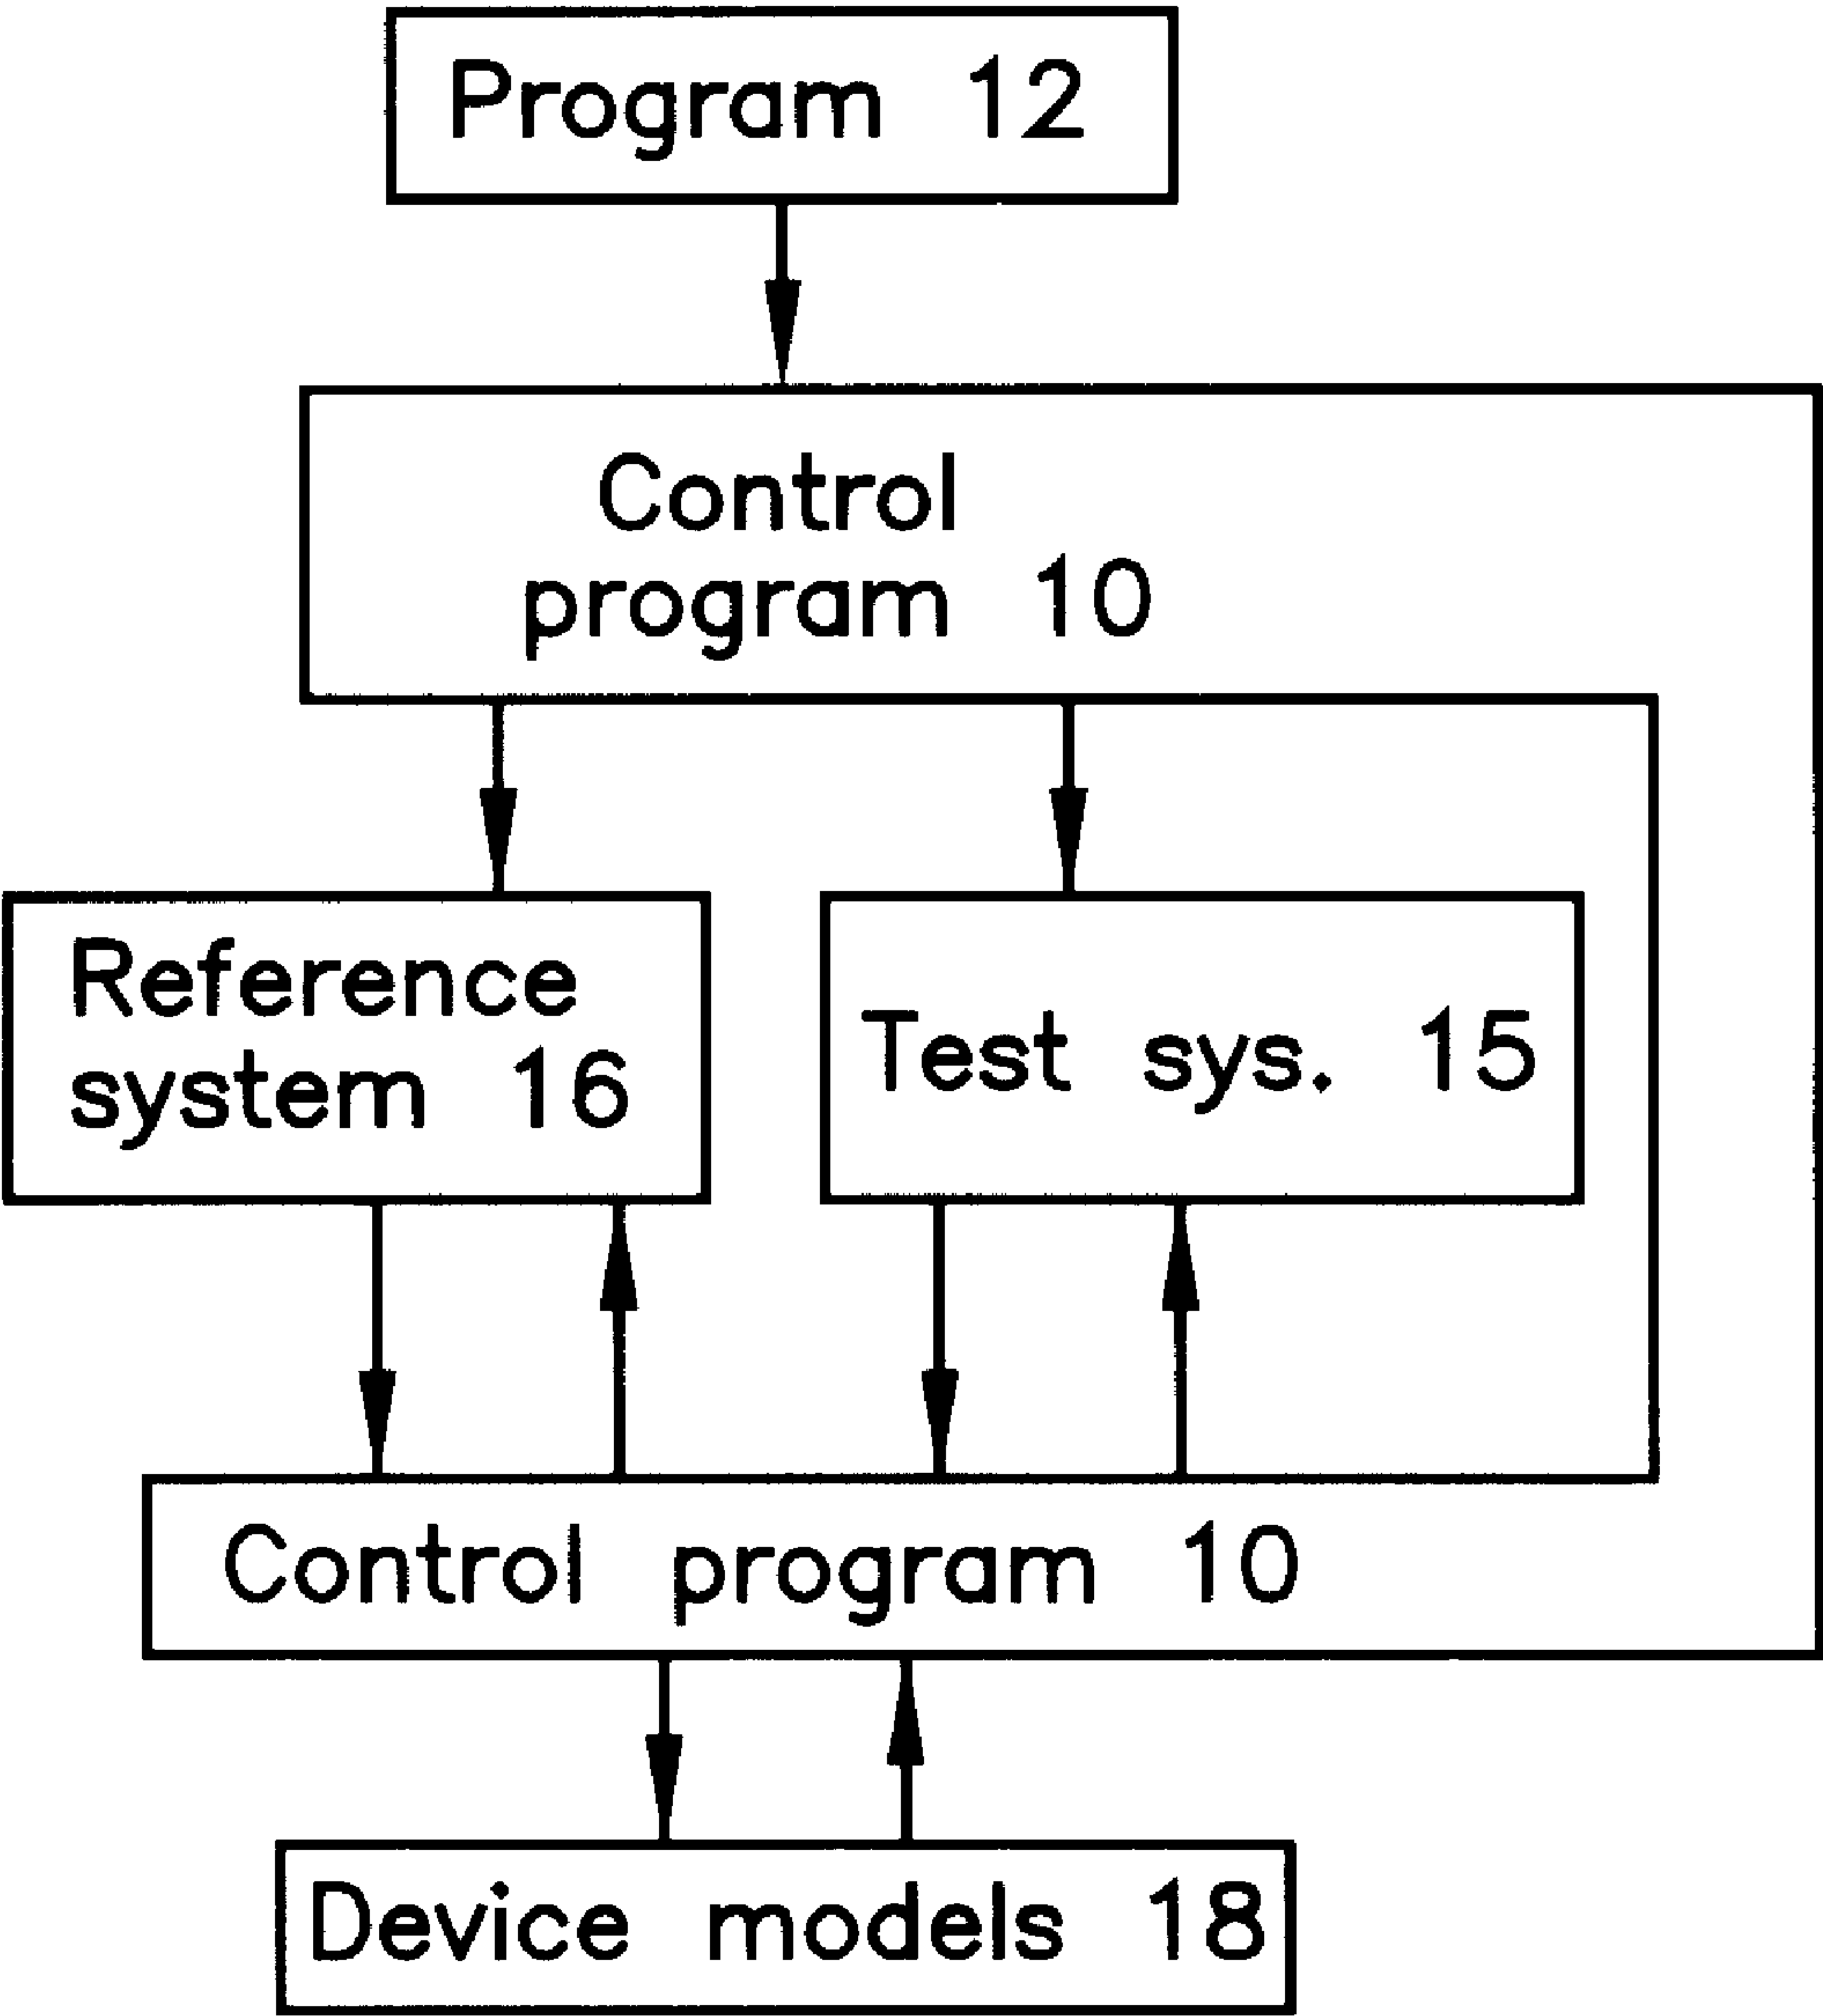 Program 12
Control
program 10
Reference
system 16
Test sys. 15
Control program 10
Device models 18